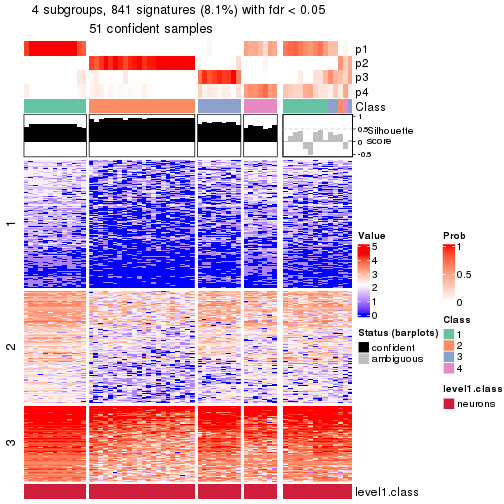 4 subgroups, 841 signatures (8.1%) with fdr < 0.05
51 confident samples
p1
p2
p3
p4
Class
1
0.5
0
-0.5
Silhouette
score
1
2
3
level1.class
Value
5
4
3
2
1
0
Status (barplots)
confident
ambiguous
Prob
1
0.5
0
Class
1
2
3
4
level1.class
neurons